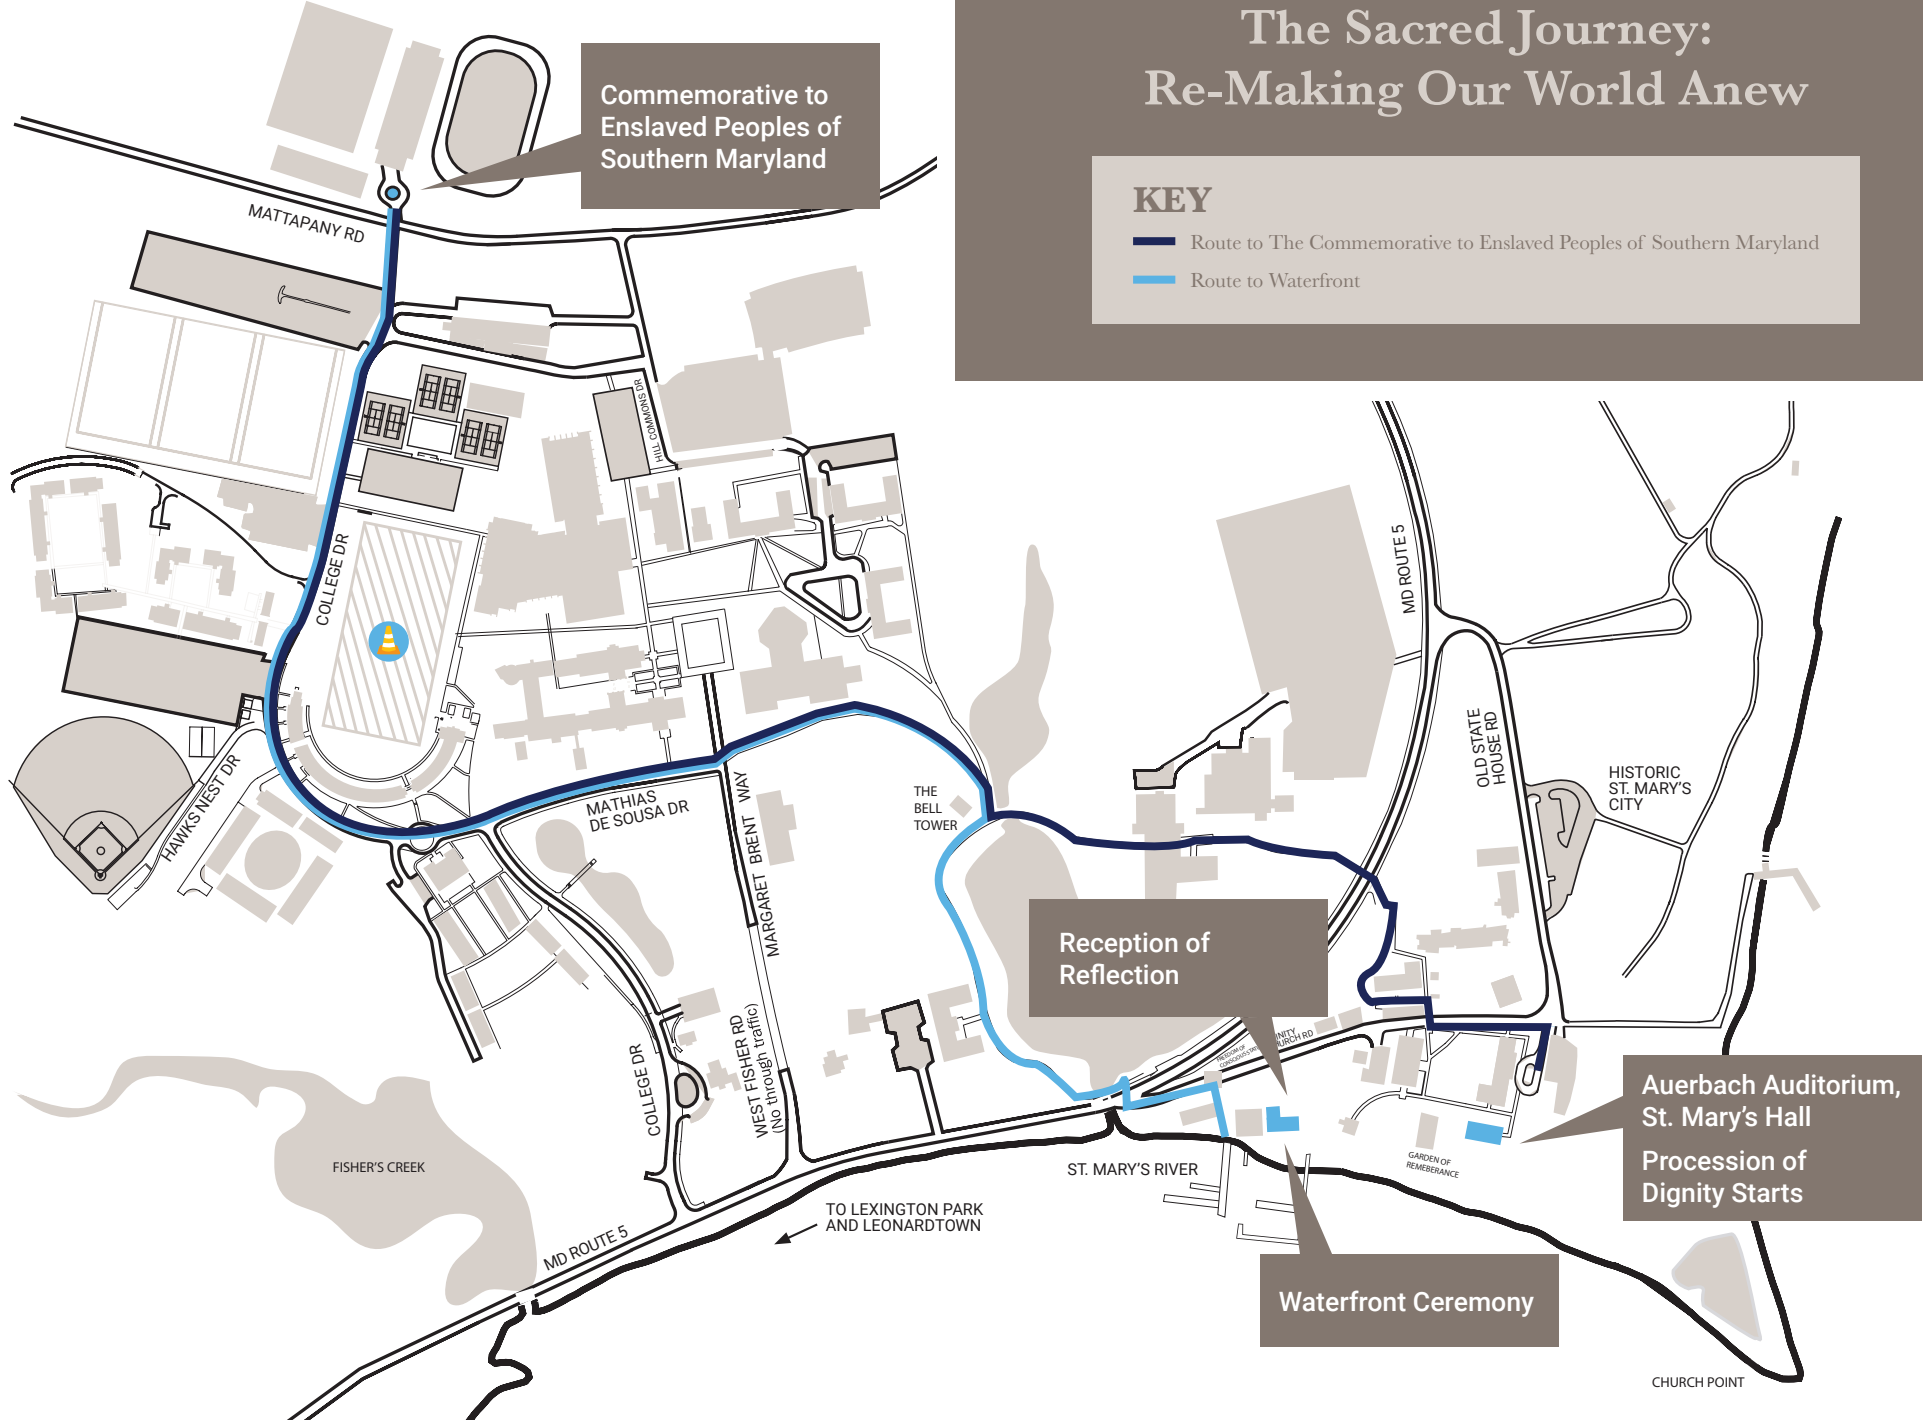 The Sacred Journey:
Re-Making Our World Anew
KEY
Route to The Commemorative to Enslaved Peoples of Southern Maryland
Route to Waterfront
Commemorative to
Enslaved Peoples of
Southern Maryland
MATTAPANY RD
HILL COMMONS DR
COLLEGE DR
MD ROUTE 5
OLD STATE
HOUSE RD
HISTORIC
ST. MARY'S
CITY
HAWKS NEST DR
MATHIAS
DE SOUSA DR
MARGARET BRENT WAY
THE
BELL
TOWER
Reception of
Reflection
WEST FISHER RD
(No through traffic)
COLLEGE DR
FREEDOM OF
CHURCH RD
Auerbach Auditorium,
St. Mary's Hall
Procession of
Dignity Starts
GARDEN OF
REMEBERANCE
FISHER'S CREEK
ST. MARY'S RIVER
TO LEXINGTON PARK
AND LEONARDTOWN
MD ROUTE 5
Waterfront Ceremony
CHURCH POINT